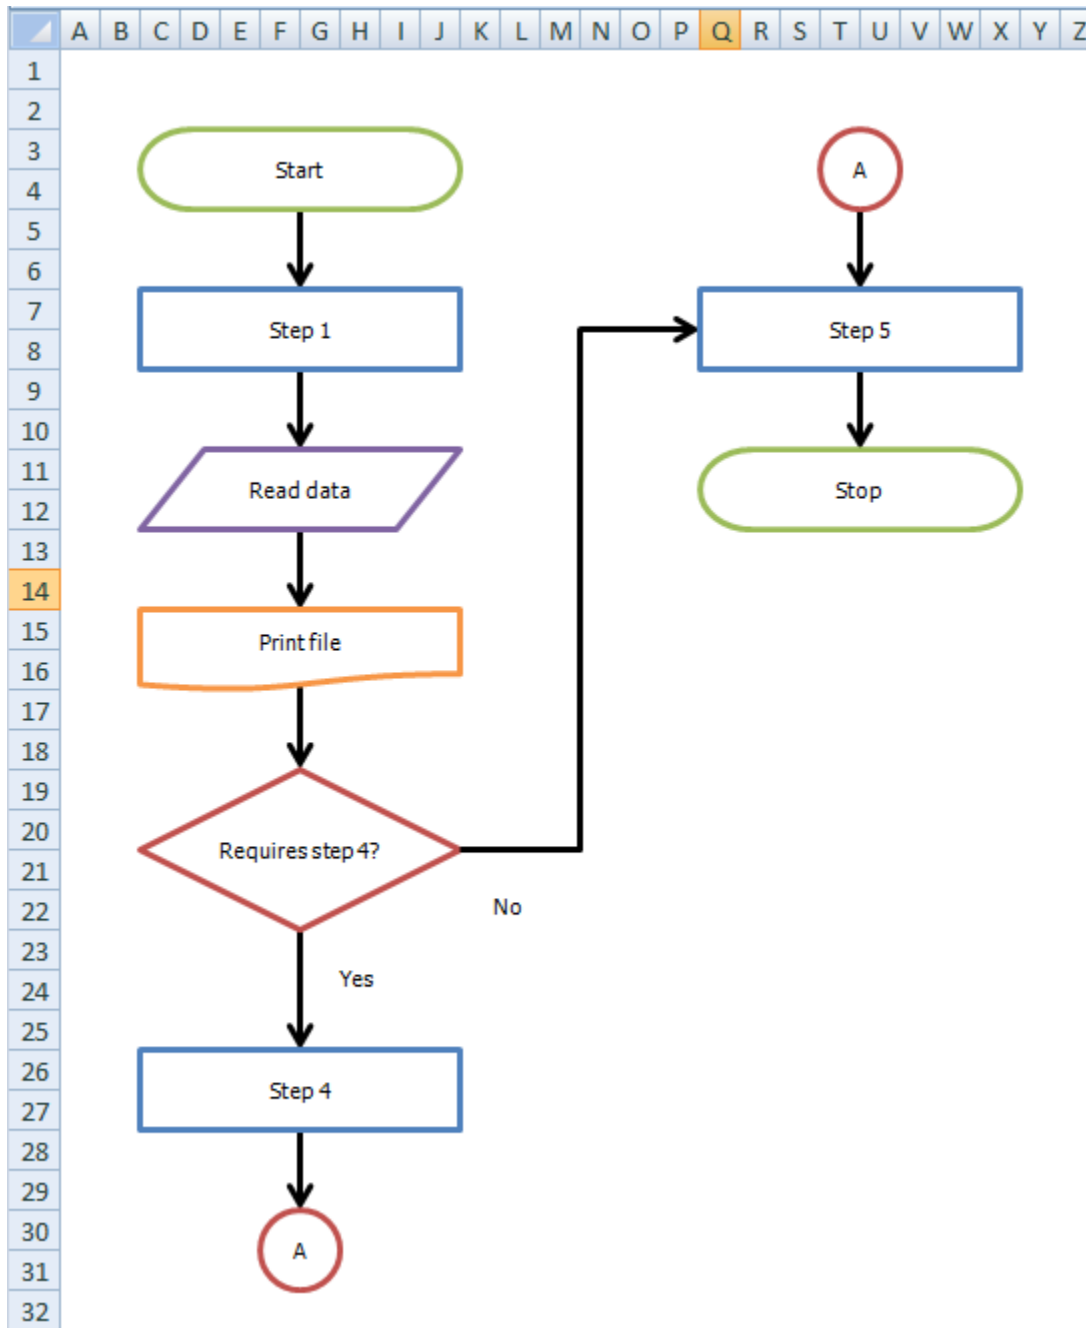 A B C D E F G H I J K L M N O P Q R S T U V W X Y Z
1
2
3
4
5
6
7
8
9
10
11
12
13
14
15
16
17
18
19
20
21
22
23
24
25
26
27
28
29
30
31
32
Start
Step 1
Read data
Print file
Requires step 4?
No
Yes
Step 4
A
A
Step 5
Stop